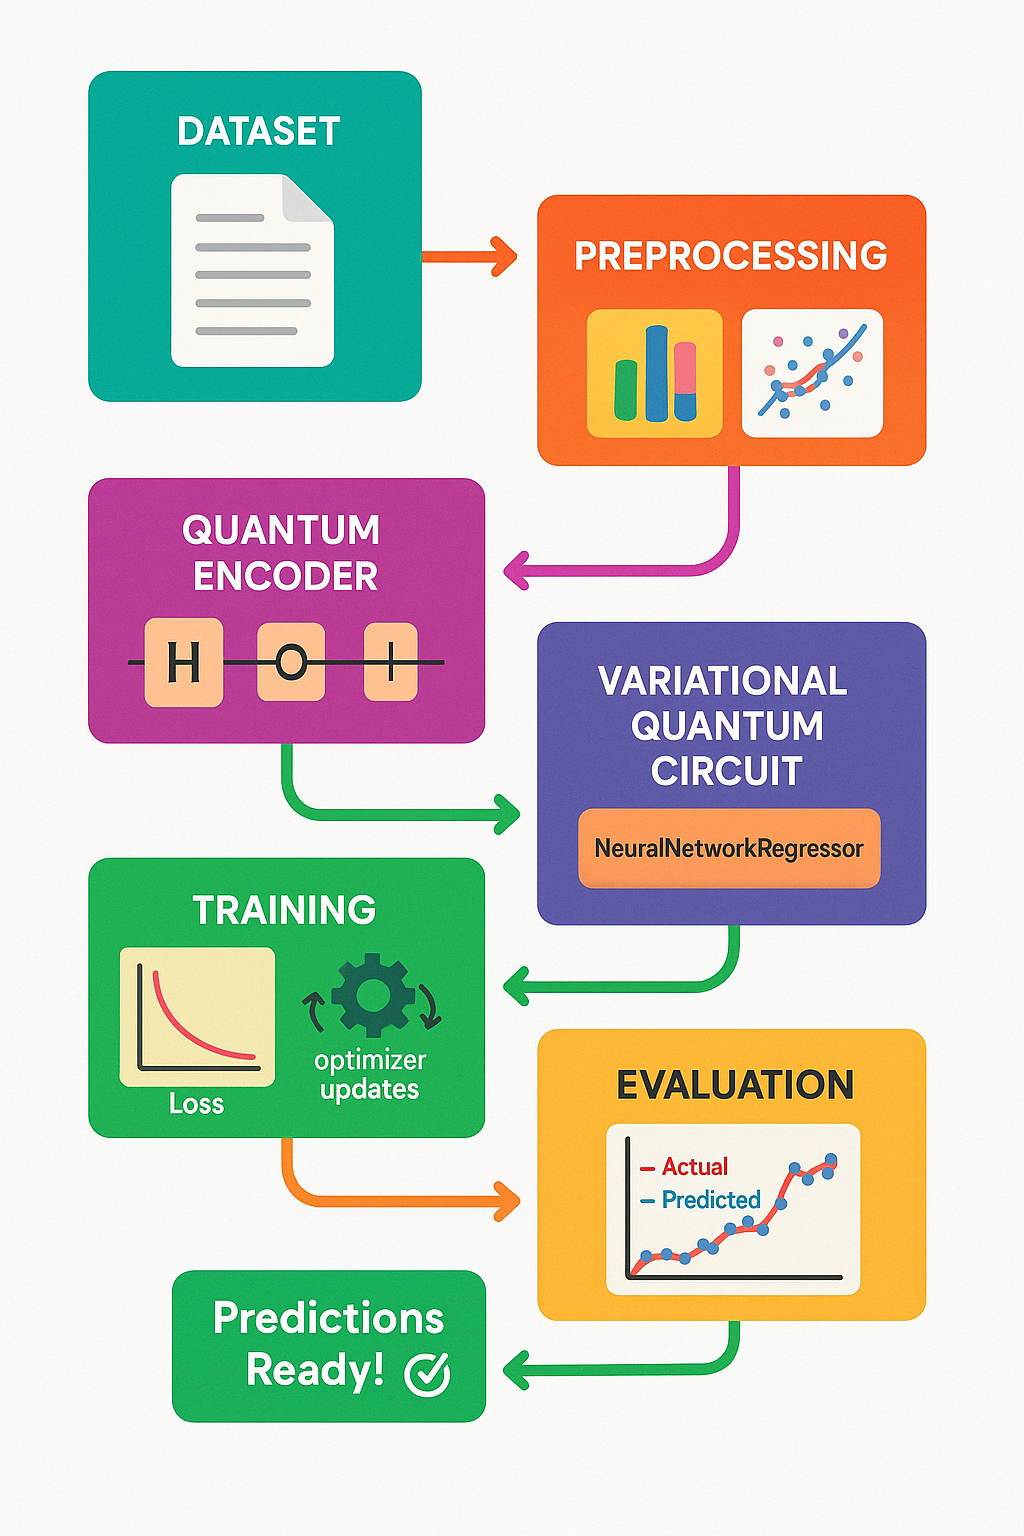 DATASET
PREPROCESSING
QUANTUM
ENCODER
H O I
VARIATIONAL
QUANTUM
CIRCUIT
NeuralNetworkRegressor
TRAINING
Loss
optimizer
updates
EVALUATION
Actual
Predicted
Predictions
Ready!